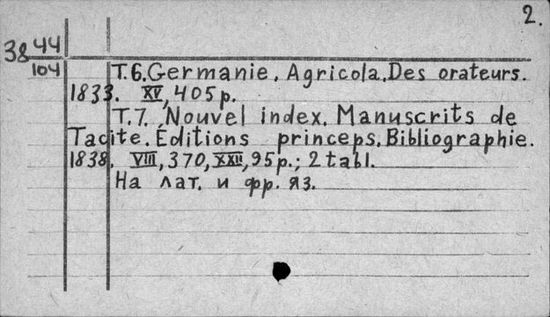 2.
38 44/104
T.6. Germanie, Agricola, Des orateurs.
1833. XV, 405 p.
T.7. Nouvel index. Manuscrits de
Tacite. Éditions princeps. Bibliographie.
1838. VIII, 370, XXII, 95 p.; 2 tabl.
На лат. и фр. яз.